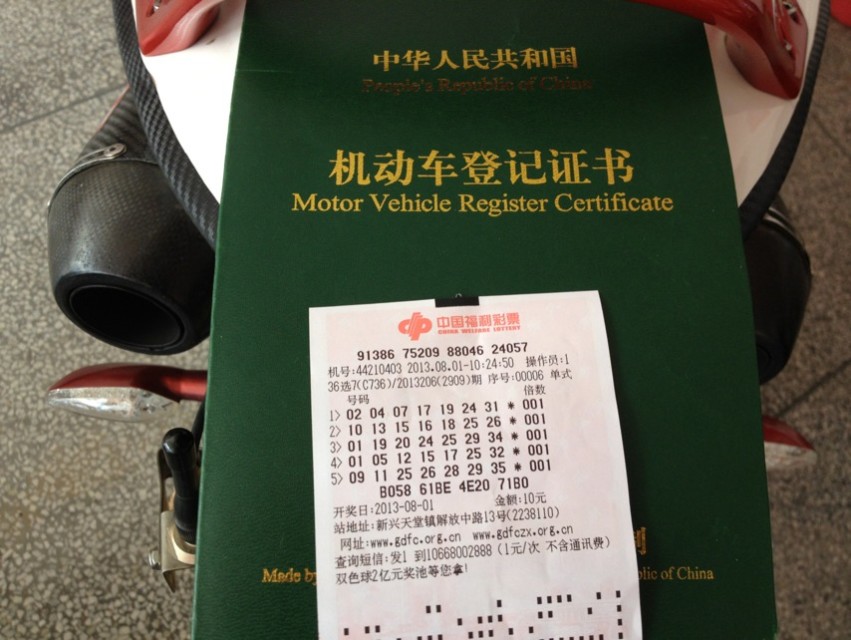 中华人民共和国
People's Republic of China
机动车登记证书
Motor Vehicle Register Certificate
中国福利彩票
CHINA WELFARE LOTTERY
91386 75209 88046 24057
机号:44210403 2013.08.01-10:24:50 操作员:1
36选7(C736)/2013206(2909)期 序号:00006 单式
号码 倍数
1> 02 04 07 17 19 24 31 * 001
2> 10 13 15 16 18 25 26 * 001
3> 01 19 20 24 25 29 34 * 001
4> 01 05 12 15 17 25 32 * 001
5> 09 11 25 26 28 29 35 * 001
B058 61BE 4E20 71B0
开奖日:2013-08-01 金额:10元
站地址:新兴天堂镇解放中路13号(2238110)
网址:www.gdfc.org.cn www.gdfczx.org.cn
查询短信:发1 到10668002888 (1元/次 不含通讯费)
双色球2亿元奖池等您拿!
制
Made by
of China